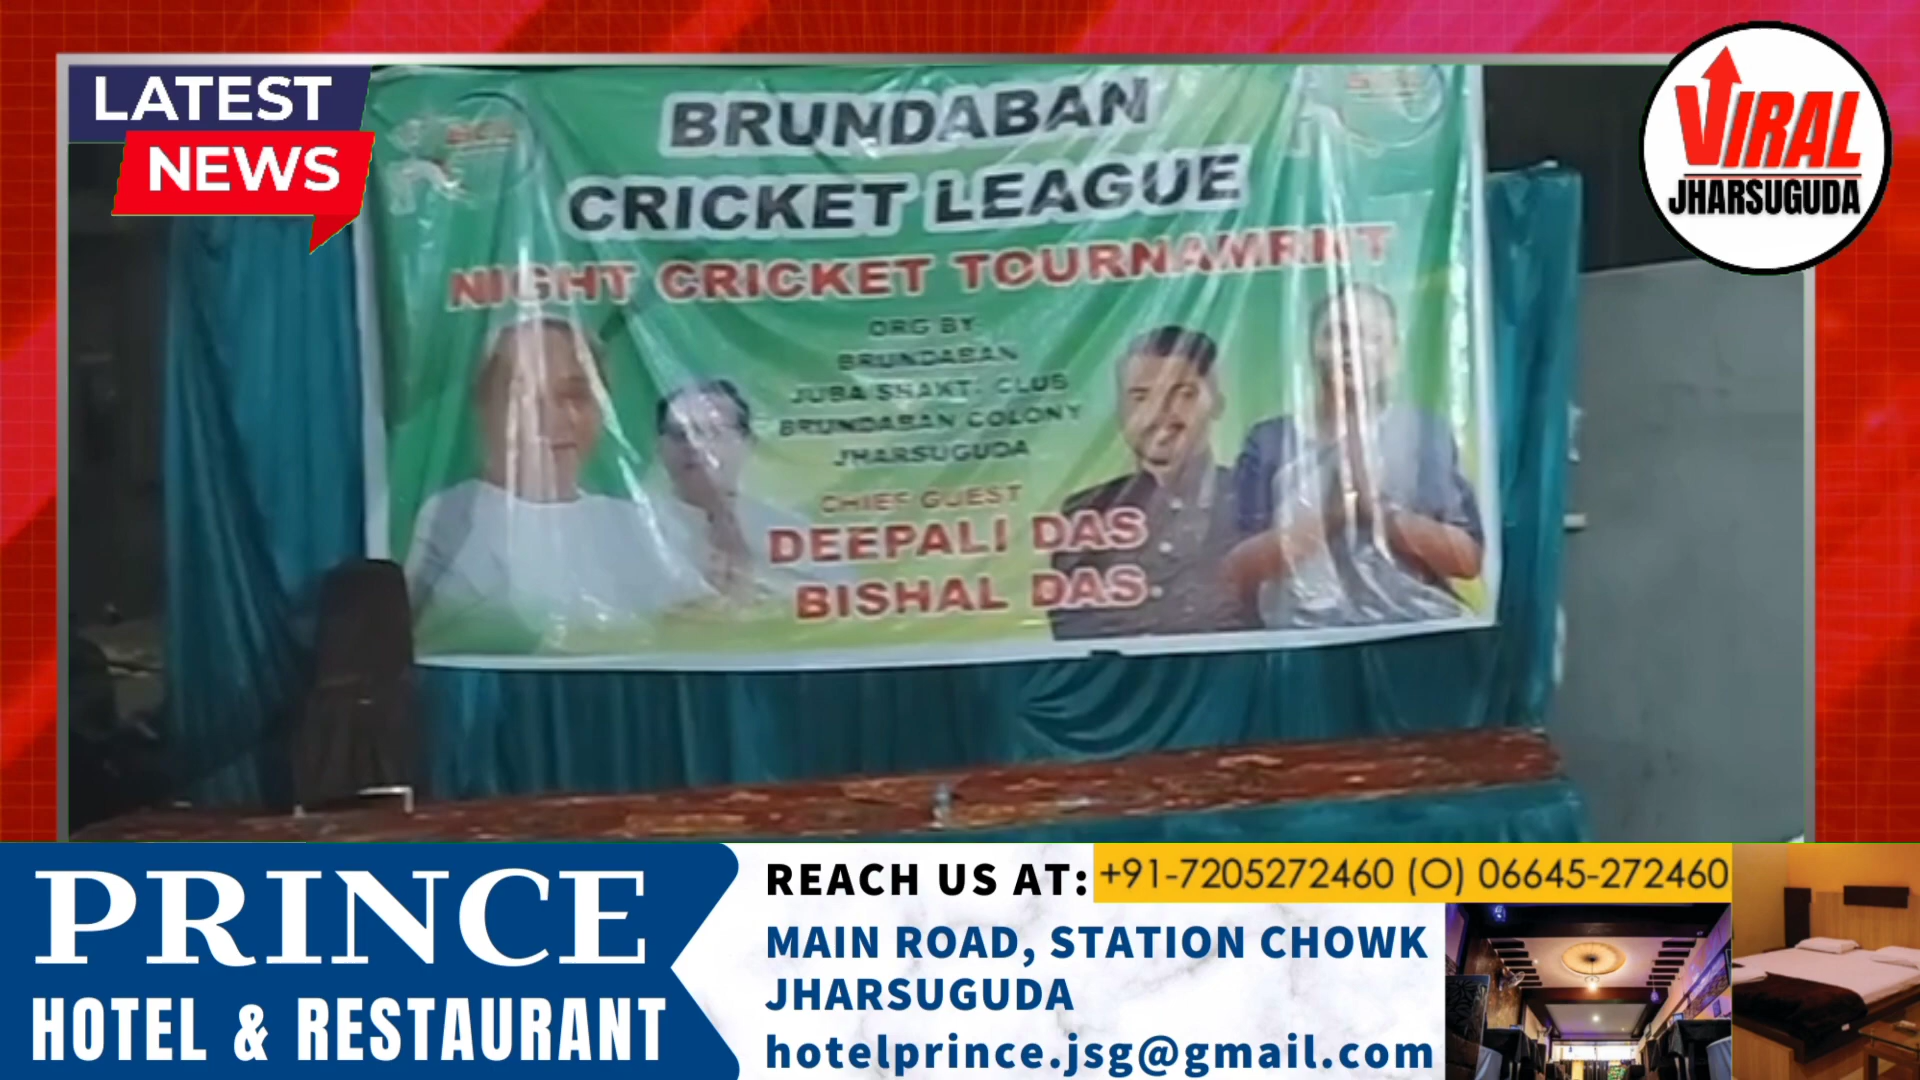 LATEST
NEWS
VIRAL
JHARSUGUDA
BRUNDABAN
CRICKET LEAGUE
NIGHT CRICKET TOURNAMRNT
ORG BY
BRUNDABAN
JUBA SHAKTI CLUB
BRUNDABAN COLONY
JHARSUGUDA
CHIEF GUEST
DEEPALI DAS
BISHAL DAS
PRINCE
HOTEL & RESTAURANT
REACH US AT: +91-7205272460 (O) 06645-272460
MAIN ROAD, STATION CHOWK
JHARSUGUDA
hotelprince.jsg@gmail.com